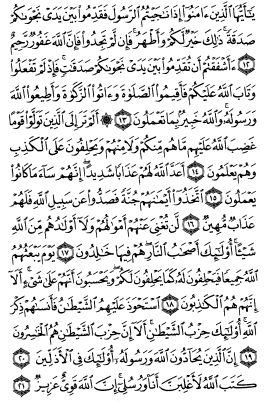 يَٰٓأَيُّهَا ٱلَّذِينَ ءَامَنُوٓا۟ إِذَا نَٰجَيْتُمُ ٱلرَّسُولَ فَقَدِّمُوا۟ بَيْنَ يَدَىْ نَجْوَىٰكُمْ
صَدَقَةً ۚ ذَٰلِكَ خَيْرٌ لَّكُمْ وَأَطْهَرُ ۚ فَإِن لَّمْ تَجِدُوا۟ فَإِنَّ ٱللَّهَ غَفُورٌ رَّحِيمٌ
١٢ ءَأَشْفَقْتُمْ أَن تُقَدِّمُوا۟ بَيْنَ يَدَىْ نَجْوَىٰكُمْ صَدَقَٰتٍ ۚ فَإِذْ لَمْ تَفْعَلُوا۟
وَتَابَ ٱللَّهُ عَلَيْكُمْ فَأَقِيمُوا۟ ٱلصَّلَوٰةَ وَءَاتُوا۟ ٱلزَّكَوٰةَ وَأَطِيعُوا۟ ٱللَّهَ
وَرَسُولَهُۥ ۚ وَٱللَّهُ خَبِيرٌۢ بِمَا تَعْمَلُونَ ١٣ ۞ أَلَمْ تَرَ إِلَى ٱلَّذِينَ تَوَلَّوْا۟ قَوْمًا
غَضِبَ ٱللَّهُ عَلَيْهِم مَّا هُم مِّنكُمْ وَلَا مِنْهُمْ وَيَحْلِفُونَ عَلَى ٱلْكَذِبِ
وَهُمْ يَعْلَمُونَ ١٤ أَعَدَّ ٱللَّهُ لَهُمْ عَذَابًا شَدِيدًا ۖ إِنَّهُمْ سَآءَ مَا كَانُوا۟
يَعْمَلُونَ ١٥ ٱتَّخَذُوٓا۟ أَيْمَٰنَهُمْ جُنَّةً فَصَدُّوا۟ عَن سَبِيلِ ٱللَّهِ فَلَهُمْ
عَذَابٌ مُّهِينٌ ١٦ لَّن تُغْنِىَ عَنْهُمْ أَمْوَٰلُهُمْ وَلَآ أَوْلَٰدُهُم مِّنَ ٱللَّهِ
شَيْـًٔا ۚ أُو۟لَٰٓئِكَ أَصْحَٰبُ ٱلنَّارِ ۖ هُمْ فِيهَا خَٰلِدُونَ ١٧ يَوْمَ يَبْعَثُهُمُ
ٱللَّهُ جَمِيعًا فَيَحْلِفُونَ لَهُۥ كَمَا يَحْلِفُونَ لَكُمْ ۖ وَيَحْسَبُونَ أَنَّهُمْ عَلَىٰ شَىْءٍ ۚ أَلَآ
إِنَّهُمْ هُمُ ٱلْكَٰذِبُونَ ١٨ ٱسْتَحْوَذَ عَلَيْهِمُ ٱلشَّيْطَٰنُ فَأَنسَىٰهُمْ ذِكْرَ
ٱللَّهِ ۚ أُو۟لَٰٓئِكَ حِزْبُ ٱلشَّيْطَٰنِ ۚ أَلَآ إِنَّ حِزْبَ ٱلشَّيْطَٰنِ هُمُ ٱلْخَٰسِرُونَ
١٩ إِنَّ ٱلَّذِينَ يُحَآدُّونَ ٱللَّهَ وَرَسُولَهُۥٓ أُو۟لَٰٓئِكَ فِى ٱلْأَذَلِّينَ ٢٠
كَتَبَ ٱللَّهُ لَأَغْلِبَنَّ أَنَا۠ وَرُسُلِىٓ ۚ إِنَّ ٱللَّهَ قَوِىٌّ عَزِيزٌ ٢١